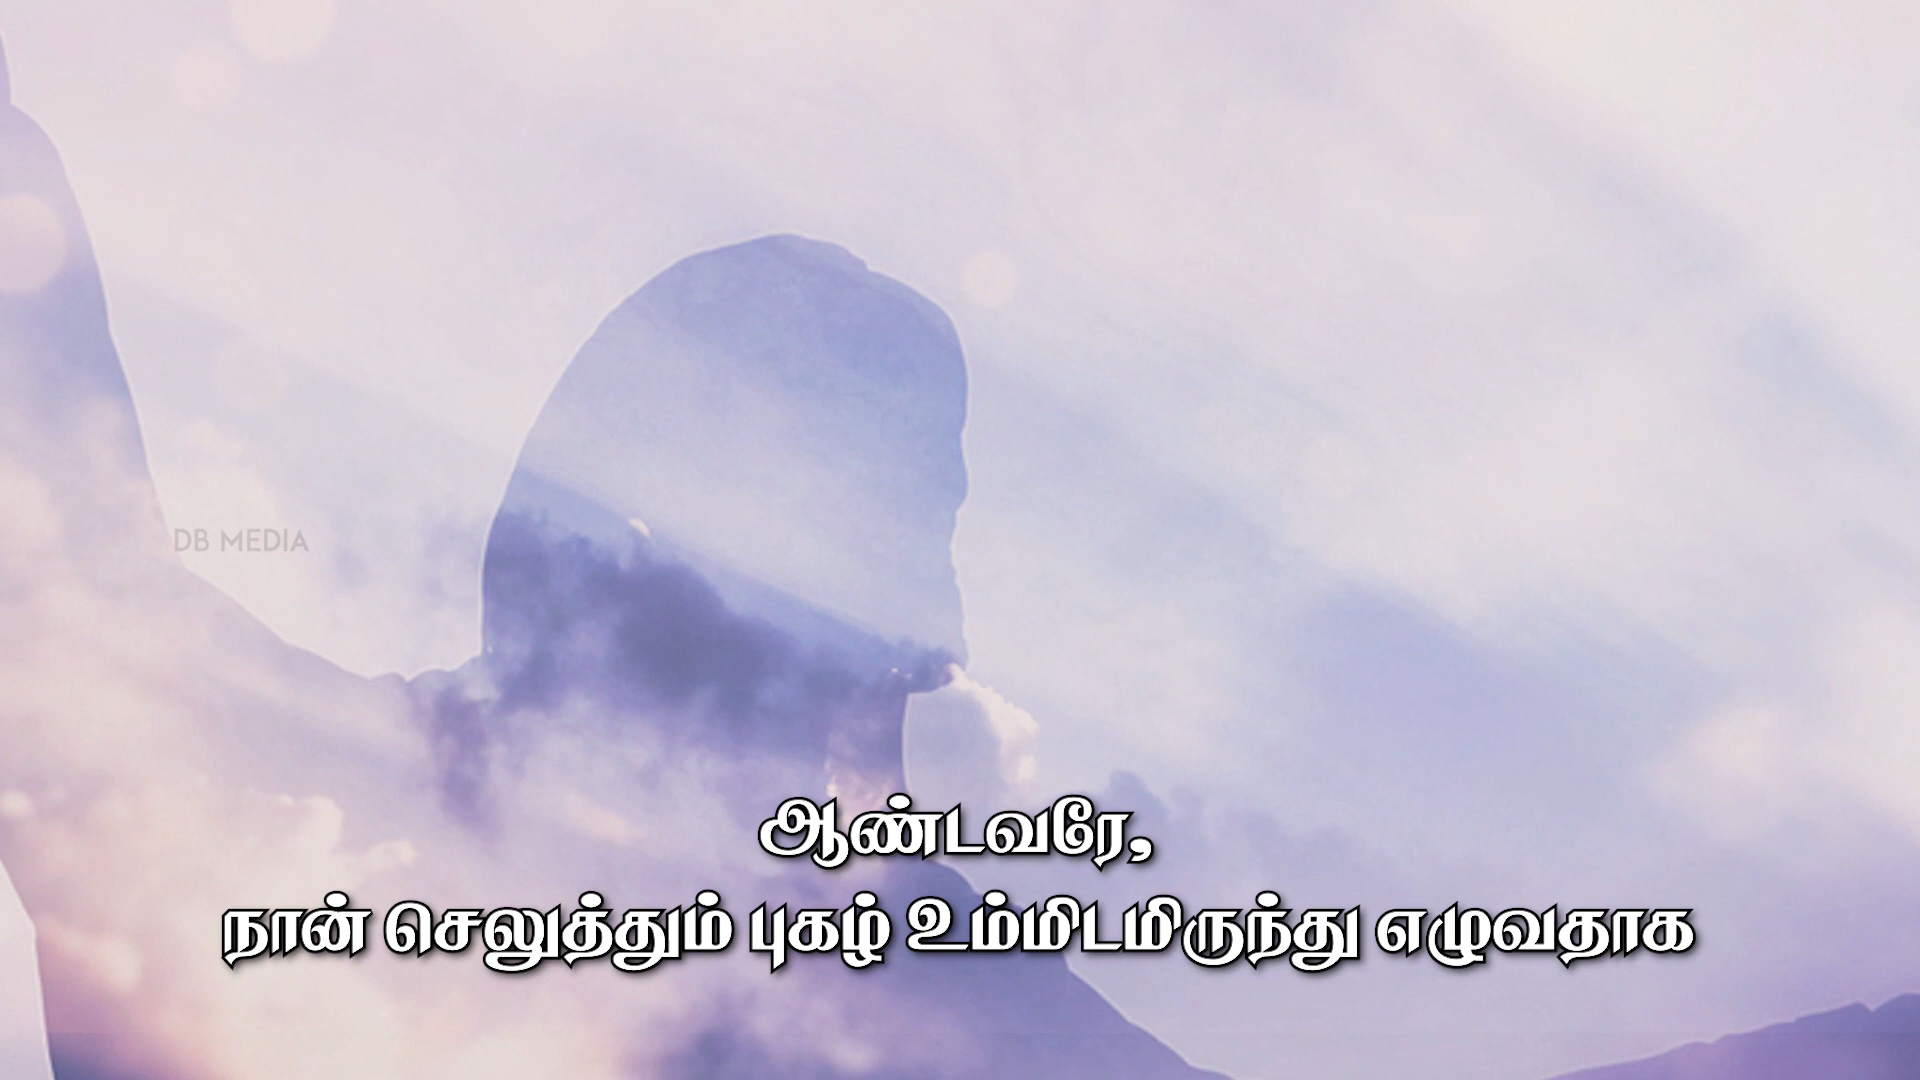 DB MEDIA
ஆண்டவரே,
நான் செலுத்தும் புகழ் உம்மிடமிருந்து எழுவதாக